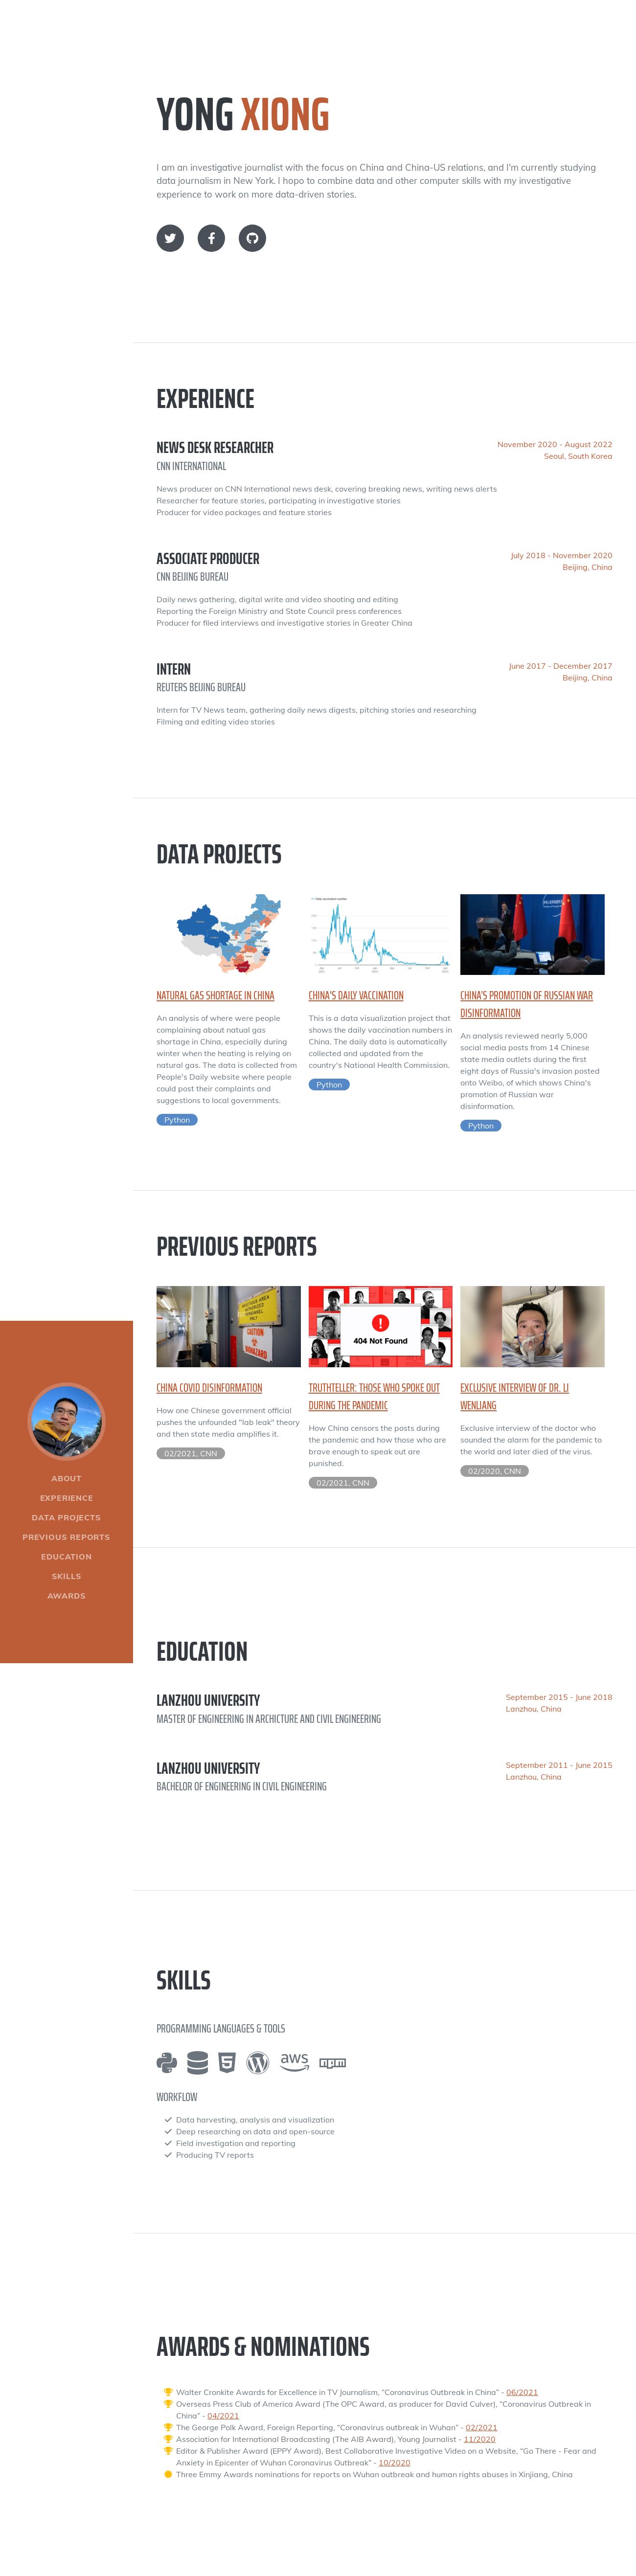 YONG XIONG
I am an investigative journalist with the focus on China and China-US relations, and I'm currently studying
data journalism in New York. I hopo to combine data and other computer skills with my investigative
experience to work on more data-driven stories.
EXPERIENCE
NEWS DESK RESEARCHER
November 2020 - August 2022
CNN INTERNATIONAL
Seoul, South Korea
News producer on CNN International news desk, covering breaking news, writing news alerts
Researcher for feature stories, participating in investigative stories
Producer for video packages and feature stories
ASSOCIATE PRODUCER
July 2018 - November 2020
CNN BEIJING BUREAU
Beijing, China
Daily news gathering, digital write and video shooting and editing
Reporting the Foreign Ministry and State Council press conferences
Producer for filed interviews and investigative stories in Greater China
INTERN
June 2017 - December 2017
REUTERS BEIJING BUREAU
Beijing, China
Intern for TV News team, gathering daily news digests, pitching stories and researching
Filming and editing video stories
DATA PROJECTS
NATURAL GAS SHORTAGE IN CHINA
An analysis of where were people
complaining about natual gas
shortage in China, especially during
winter when the heating is relying on
natural gas. The data is collected from
People's Daily website where people
could post their complaints and
suggestions to local governments.
Python
CHINA'S DAILY VACCINATION
This is a data visualization project that
shows the daily vaccination numbers in
China. The daily data is automatically
collected and updated from the
country's National Health Commission.
Python
CHINA'S PROMOTION OF RUSSIAN WAR
DISINFORMATION
An analysis reviewed nearly 5,000
social media posts from 14 Chinese
state media outlets during the first
eight days of Russia's invasion posted
onto Weibo, of which shows China's
promotion of Russian war
disinformation.
Python
PREVIOUS REPORTS
CAUTION
BIOHAZARD
CHINA COVID DISINFORMATION
How one Chinese government official
pushes the unfounded "lab leak" theory
and then state media amplifies it.
02/2021, CNN
404 Not Found
TRUTHTELLER: THOSE WHO SPOKE OUT
DURING THE PANDEMIC
How China censors the posts during
the pandemic and how those who are
brave enough to speak out are
punished.
02/2021, CNN
EXCLUSIVE INTERVIEW OF DR. LI
WENLIANG
Exclusive interview of the doctor who
sounded the alarm for the pandemic to
the world and later died of the virus.
02/2020, CNN
ABOUT
EXPERIENCE
DATA PROJECTS
PREVIOUS REPORTS
EDUCATION
SKILLS
AWARDS
EDUCATION
LANZHOU UNIVERSITY
September 2015 - June 2018
MASTER OF ENGINEERING IN ARCHICTURE AND CIVIL ENGINEERING
Lanzhou, China
LANZHOU UNIVERSITY
September 2011 - June 2015
BACHELOR OF ENGINEERING IN CIVIL ENGINEERING
Lanzhou, China
SKILLS
PROGRAMMING LANGUAGES & TOOLS
aws
npm
WORKFLOW
Data harvesting, analysis and visualization
Deep researching on data and open-source
Field investigation and reporting
Producing TV reports
AWARDS & NOMINATIONS
Walter Cronkite Awards for Excellence in TV Journalism, "Coronavirus Outbreak in China" - 06/2021
Overseas Press Club of America Award (The OPC Award, as producer for David Culver), "Coronavirus Outbreak in
China" - 04/2021
The George Polk Award, Foreign Reporting, "Coronavirus outbreak in Wuhan" - 02/2021
Association for International Broadcasting (The AIB Award), Young Journalist - 11/2020
Editor & Publisher Award (EPPY Award), Best Collaborative Investigative Video on a Website, "Go There - Fear and
Anxiety in Epicenter of Wuhan Coronavirus Outbreak" - 10/2020
Three Emmy Awards nominations for reports on Wuhan outbreak and human rights abuses in Xinjiang, China